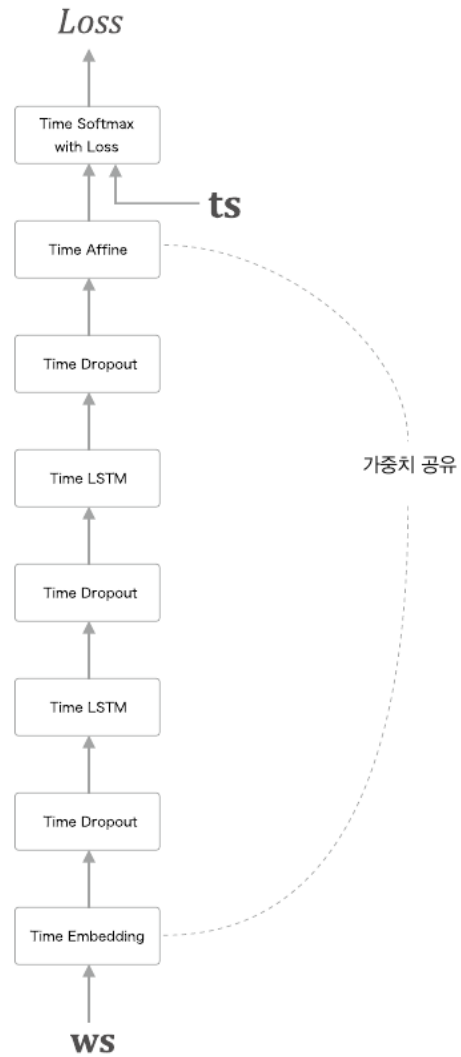 Loss
Time Softmax
with Loss
ts
Time Affine
Time Dropout
Time LSTM
가중치 공유
Time Dropout
Time LSTM
Time Dropout
Time Embedding
ws